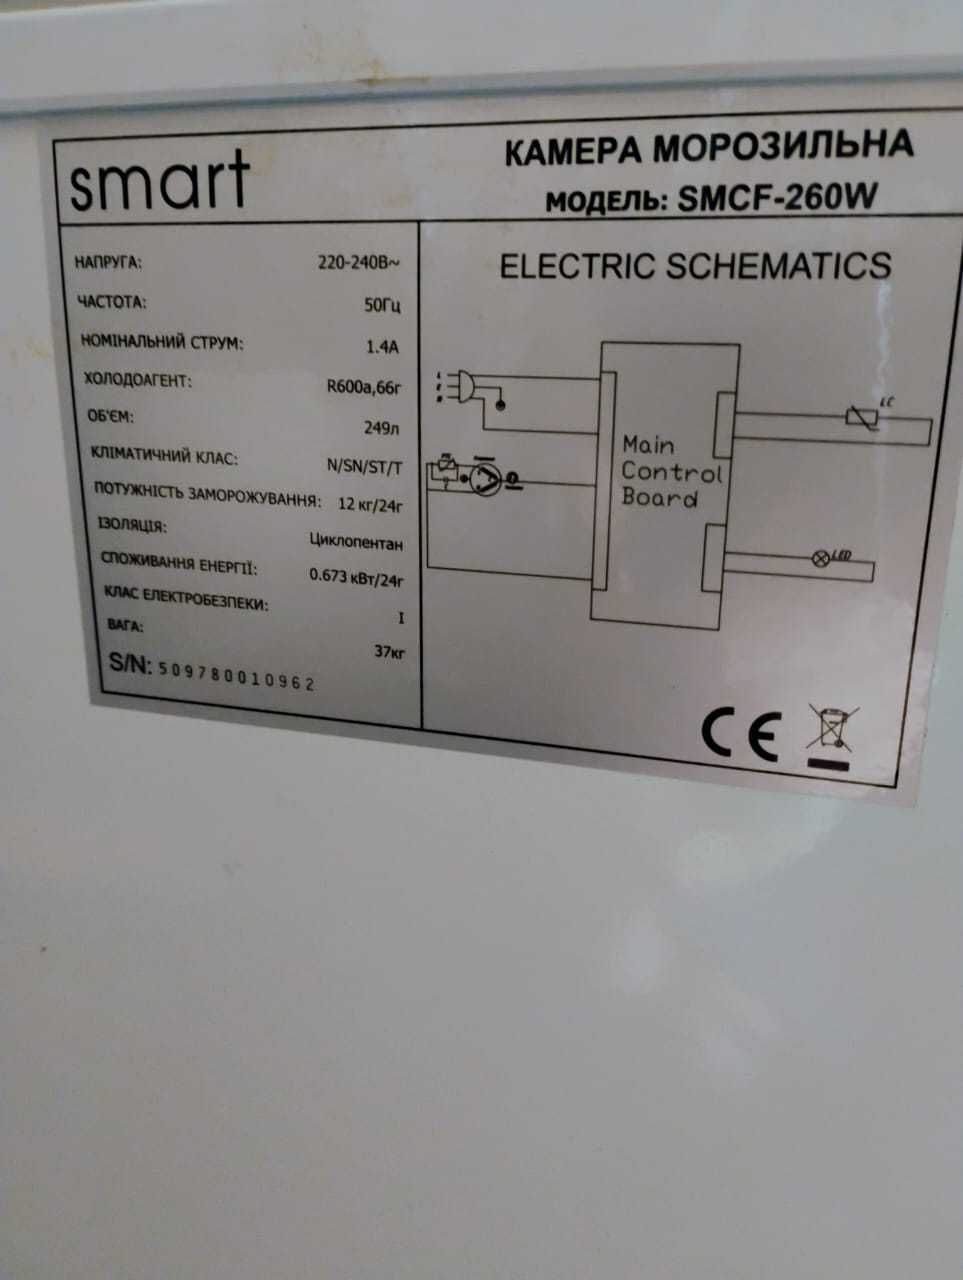 smart
КАМЕРА МОРОЗИЛЬНА
МОДЕЛЬ: SMCF-260W
НАПРУГА: 220-240В~
ЧАСТОТА: 50Гц
НОМІНАЛЬНИЙ СТРУМ: 1.4А
ХОЛОДОАГЕНТ: R600a,66г
ОБ'ЄМ: 249л
КЛІМАТИЧНИЙ КЛАС: N/SN/ST/T
ПОТУЖНІСТЬ ЗАМОРОЖУВАННЯ: 12 кг/24г
ІЗОЛЯЦІЯ: Циклопентан
СПОЖИВАННЯ ЕНЕРГІЇ: 0.673 кВт/24г
КЛАС ЕЛЕКТРОБЕЗПЕКИ: I
ВАГА: 37кг
S/N: 509780010962
ELECTRIC SCHEMATICS
Main
Control
Board
LED
CE